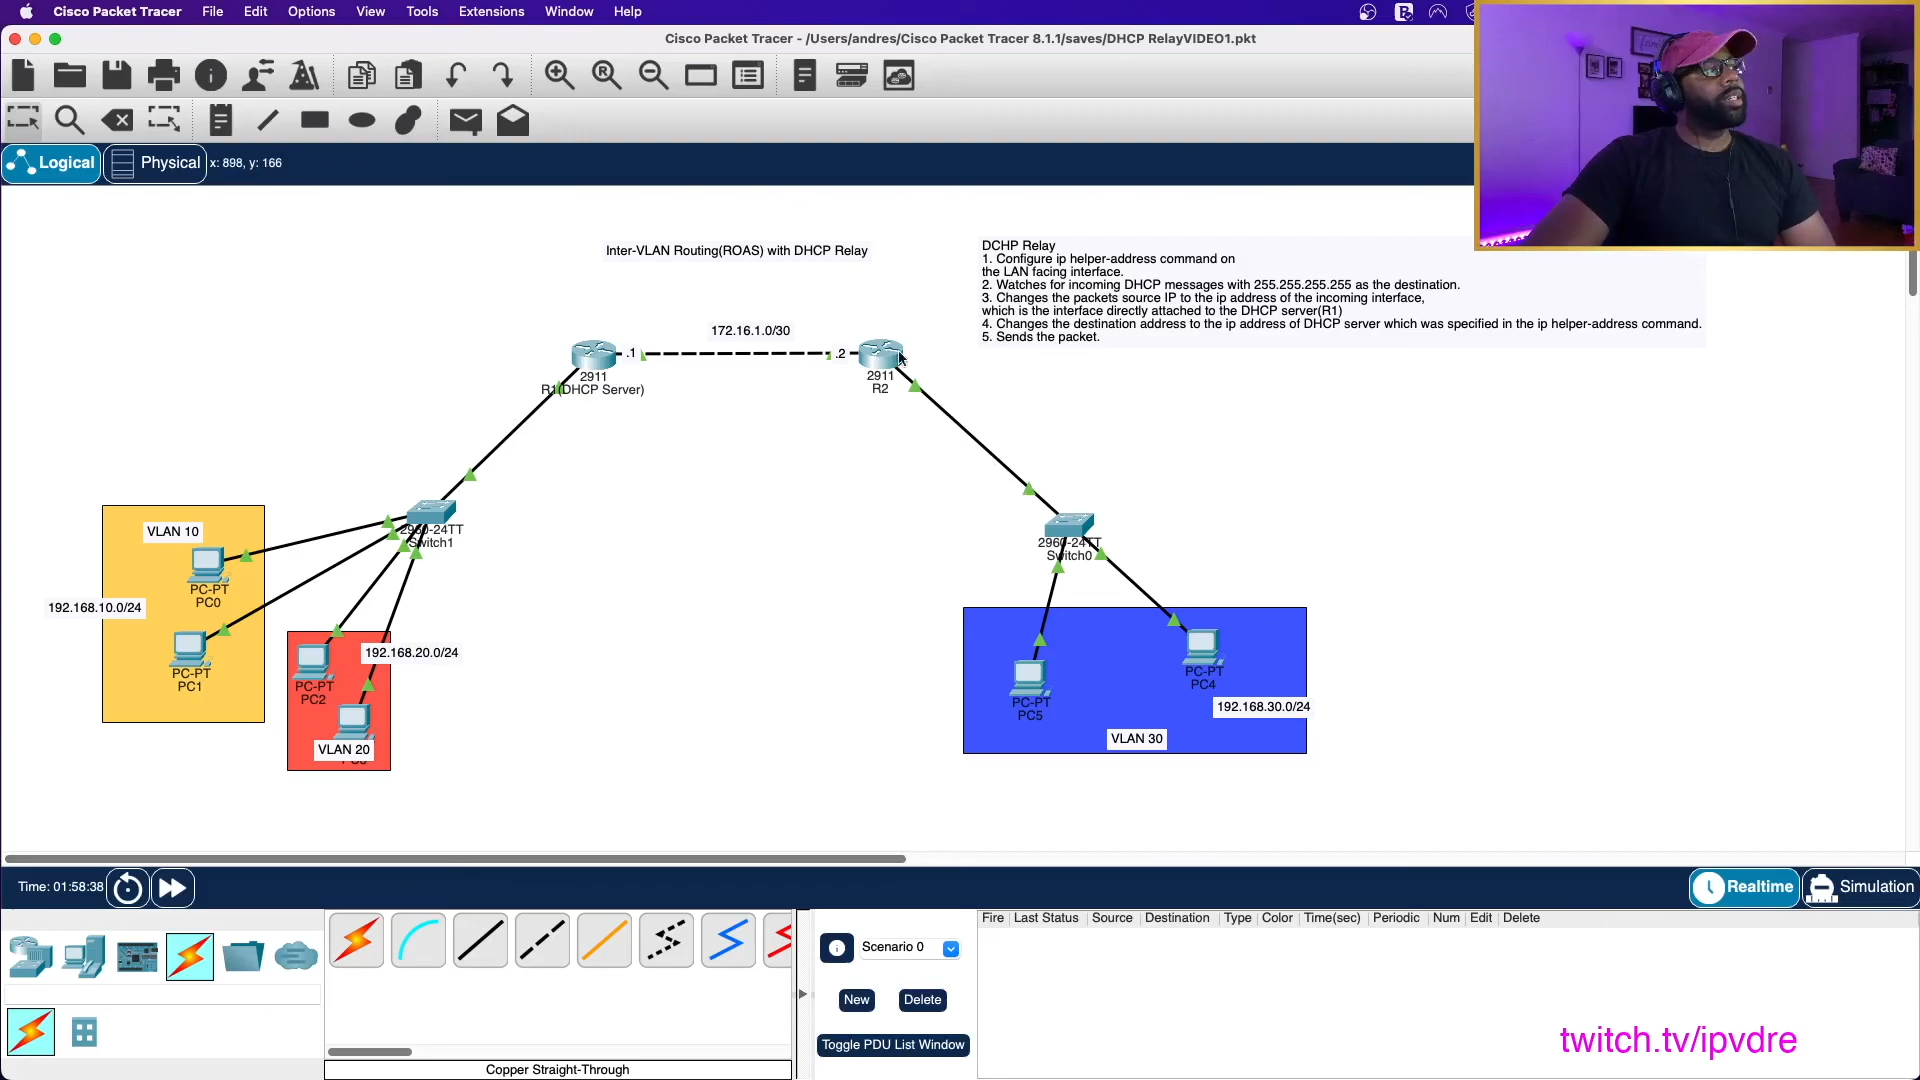 Cisco Packet Tracer File Edit Options View Tools Extensions Window Help
Cisco Packet Tracer - /Users/andres/Cisco Packet Tracer 8.1.1/saves/DHCP RelayVIDEO1.pkt
Logical Physical x: 898, y: 166
Inter-VLAN Routing(ROAS) with DHCP Relay
DCHP Relay
1. Configure ip helper-address command on
the LAN facing interface.
2. Watches for incoming DHCP messages with 255.255.255.255 as the destination.
3. Changes the packets source IP to the ip address of the incoming interface,
which is the interface directly attached to the DHCP server(R1)
4. Changes the destination address to the ip address of DHCP server which was specified in the ip helper-address command.
5. Sends the packet.
172.16.1.0/30
.1
.2
2911
R1(DHCP Server)
2911
R2
2960-24TT
Switch1
2960-24TT
Switch0
VLAN 10
PC-PT
PC0
192.168.10.0/24
PC-PT
PC1
192.168.20.0/24
PC-PT
PC2
VLAN 20
PC-PT
PC4
PC-PT
PC5
192.168.30.0/24
VLAN 30
Time: 01:58:38
Realtime Simulation
Fire Last Status Source Destination Type Color Time(sec) Periodic Num Edit Delete
Scenario 0
New Delete
Toggle PDU List Window
Copper Straight-Through
twitch.tv/ipvdre